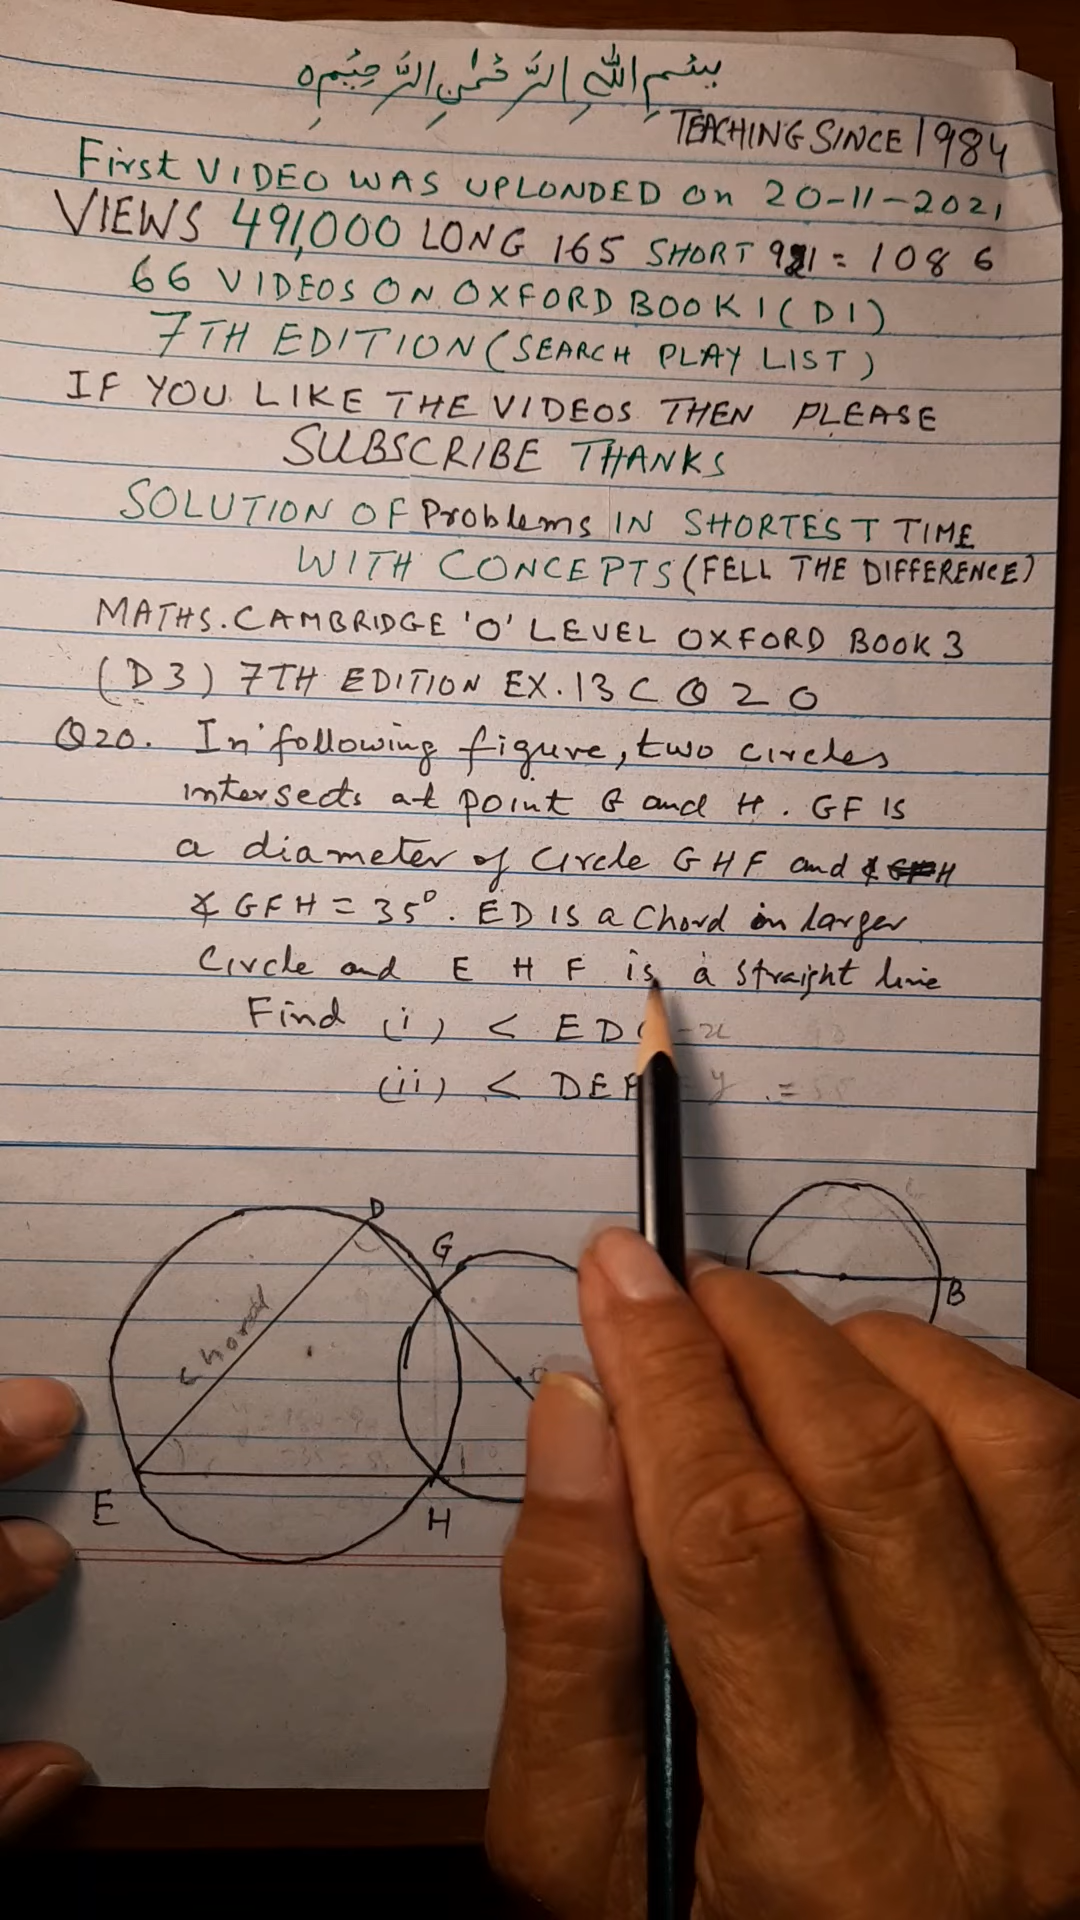 بِسْمِ اللّٰهِ الرَّحْمٰنِ الرَّحِيْمِ ه
TEACHING SINCE 1984
First VIDEO WAS UPLONDED On 20-11-2021
VIEWS 491,000 LONG 165 SHORT 921 = 1086
66 VIDEOS ON OXFORD BOOK 1 (D1)
7TH EDITION (SEARCH PLAY LIST)
IF YOU LIKE THE VIDEOS THEN PLEASE
SUBSCRIBE THANKS
SOLUTION OF Problems IN SHORTEST TIME
WITH CONCEPTS (FELL THE DIFFERENCE)
MATHS. CAMBRIDGE 'O' LEVEL OXFORD BOOK 3
(D3) 7TH EDITION EX. 13C Q20
Q20. In following figure, two circles
intersects at point G and H. GF IS
a diameter of Circle GHF and
∡ GFH = 35°. ED IS a Chord in larger
Circle and E H F is a straight line
Find (i) < ED
(ii) < DEF = y
D
G
Chord
B
E
H